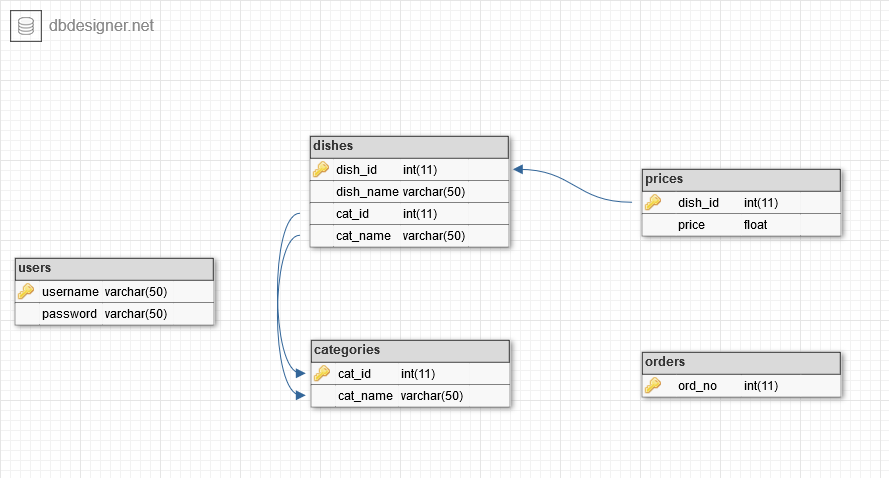 dbdesigner.net
dishes
dish_id int(11)
dish_name varchar(50)
cat_id int(11)
cat_name varchar(50)
prices
dish_id int(11)
price float
users
username varchar(50)
password varchar(50)
categories
cat_id int(11)
cat_name varchar(50)
orders
ord_no int(11)